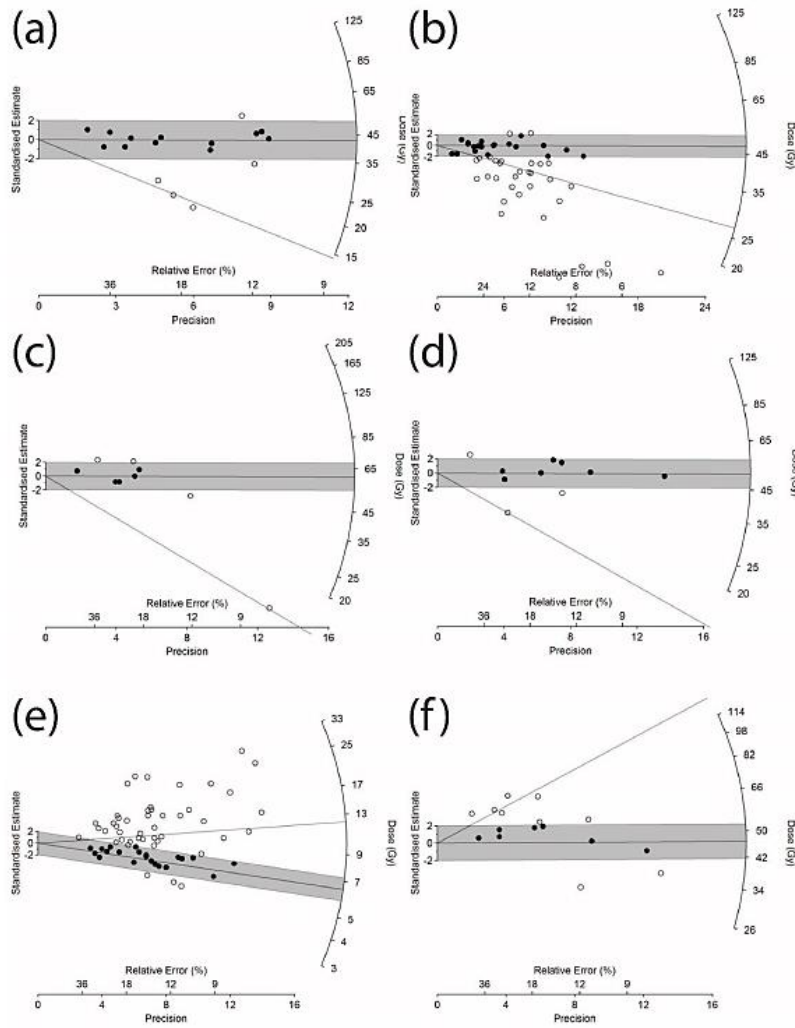 (a)
125
85
65
45
35
25
20
15
Standardised Estimate
2
0
-2
Relative Error (%)
36 18 12 9
0 3 6 9 12
Precision
Dose (Gy)
(b)
125
85
65
45
35
25
20
Standardised Estimate
2
0
-2
Dose (Gy)
Relative Error (%)
24 12 8 6
0 6 12 18 24
Precision
(c)
205
165
125
85
65
45
35
25
20
Standardised Estimate
2
0
-2
Dose (Gy)
Relative Error (%)
36 18 12 9
0 4 8 12 16
Precision
(d)
125
85
65
45
35
25
20
Standardised Estimate
2
0
-2
Dose (Gy)
Relative Error (%)
36 18 12 9
0 4 8 12 16
Precision
(e)
33
25
17
13
9
7
5
4
3
Standardised Estimate
2
0
-2
Dose (Gy)
Relative Error (%)
36 18 12 9
0 4 8 12 16
Precision
(f)
114
98
82
66
50
42
34
26
Standardised Estimate
2
0
-2
Dose (Gy)
Relative Error (%)
36 18 12 9
0 4 8 12 16
Precision